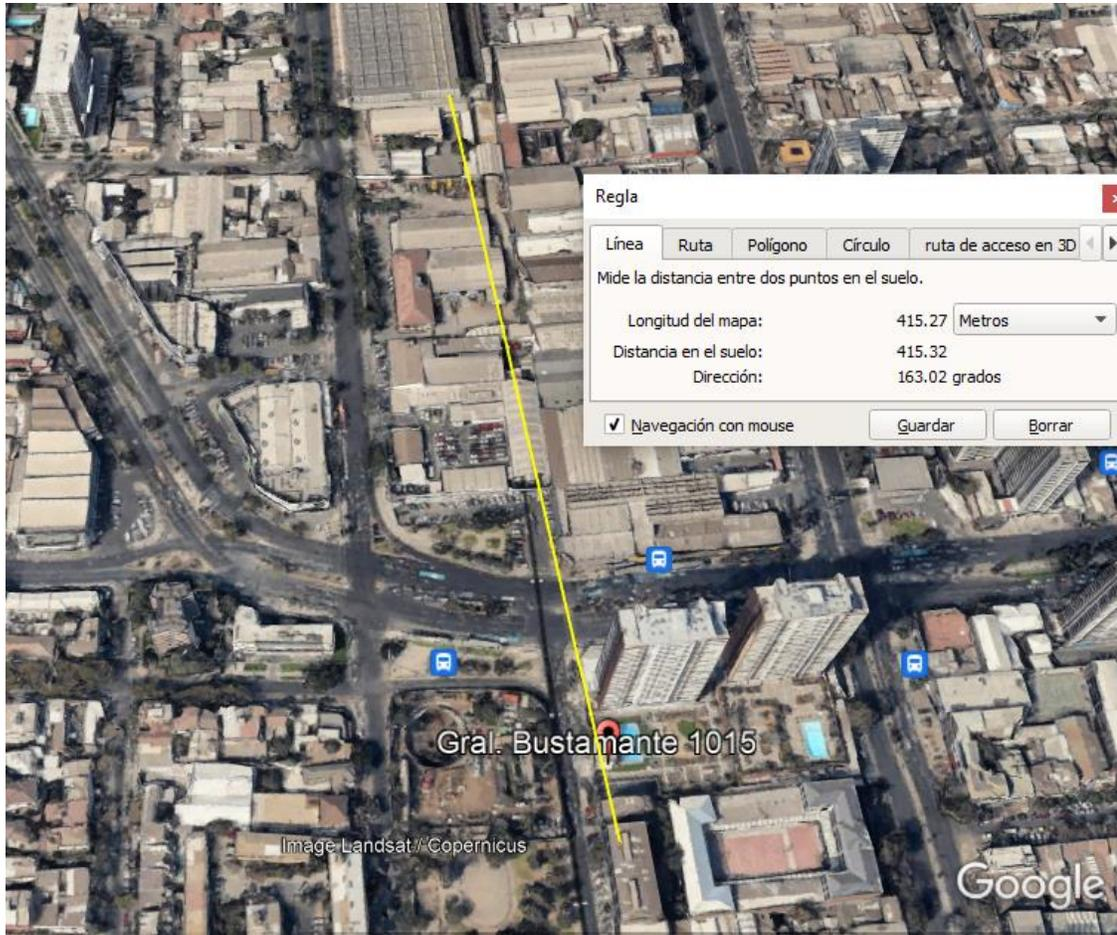 Regla
Línea Ruta Polígono Círculo ruta de acceso en 3D
Mide la distancia entre dos puntos en el suelo.
Longitud del mapa: 415.27 Metros
Distancia en el suelo: 415.32
Dirección: 163.02 grados
Navegación con mouse Guardar Borrar
Gral. Bustamante 1015
Image Landsat / Copernicus
Google